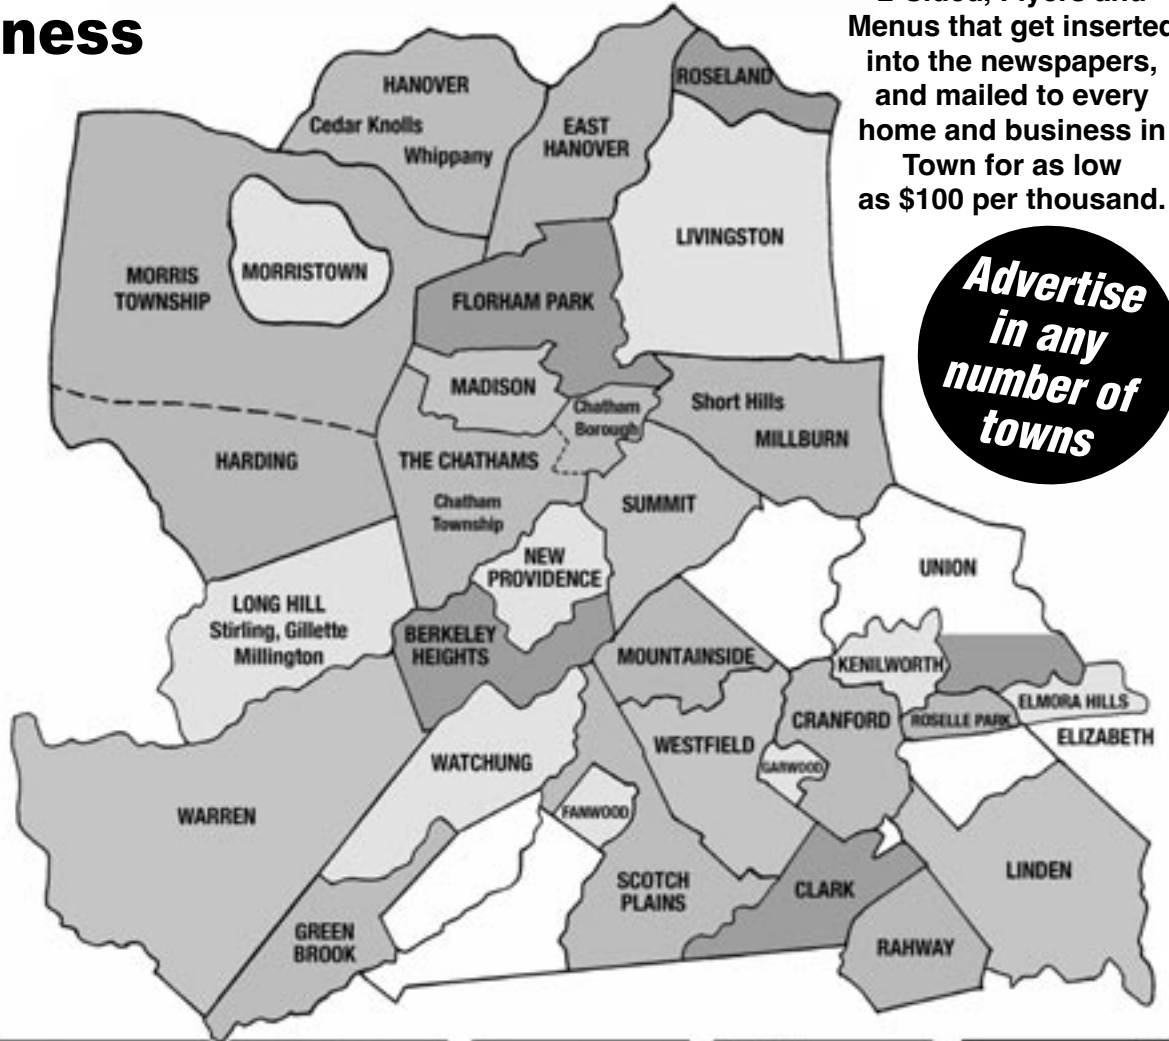 ness
2-Sided, Flyers and
Menus that get inserted
into the newspapers,
and mailed to every
home and business in
Town for as low
as $100 per thousand.
Advertise
in any
number of
towns
HANOVER
Cedar Knolls
Whippany
EAST
HANOVER
ROSELAND
LIVINGSTON
MORRIS
TOWNSHIP
MORRISTOWN
FLORHAM PARK
MADISON
Chatham
Borough
Short Hills
MILLBURN
HARDING
THE CHATHAMS
Chatham
Township
SUMMIT
NEW
PROVIDENCE
UNION
LONG HILL
Stirling, Gillette
Millington
BERKELEY
HEIGHTS
MOUNTAINSIDE
KENILWORTH
ELMORA HILLS
ROSELLE PARK
ELIZABETH
CRANFORD
WESTFIELD
GARWOOD
WATCHUNG
WARREN
FANWOOD
SCOTCH
PLAINS
CLARK
LINDEN
GREEN
BROOK
RAHWAY